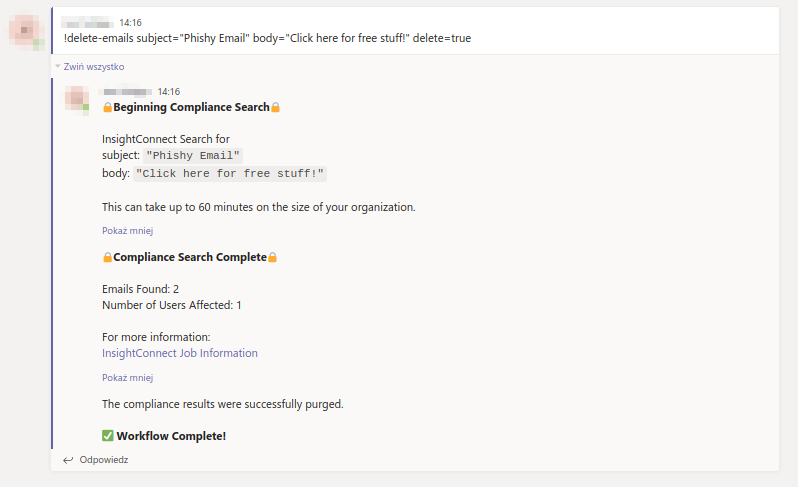 14:16
!delete-emails subject="Phishy Email" body="Click here for free stuff!" delete=true
Zwiń wszystko
14:16
🔒Beginning Compliance Search🔒
InsightConnect Search for
subject: "Phishy Email"
body: "Click here for free stuff!"
This can take up to 60 minutes on the size of your organization.
Pokaż mniej
🔒Compliance Search Complete🔒
Emails Found: 2
Number of Users Affected: 1
For more information:
InsightConnect Job Information
Pokaż mniej
The compliance results were successfully purged.
✅ Workflow Complete!
Odpowiedz